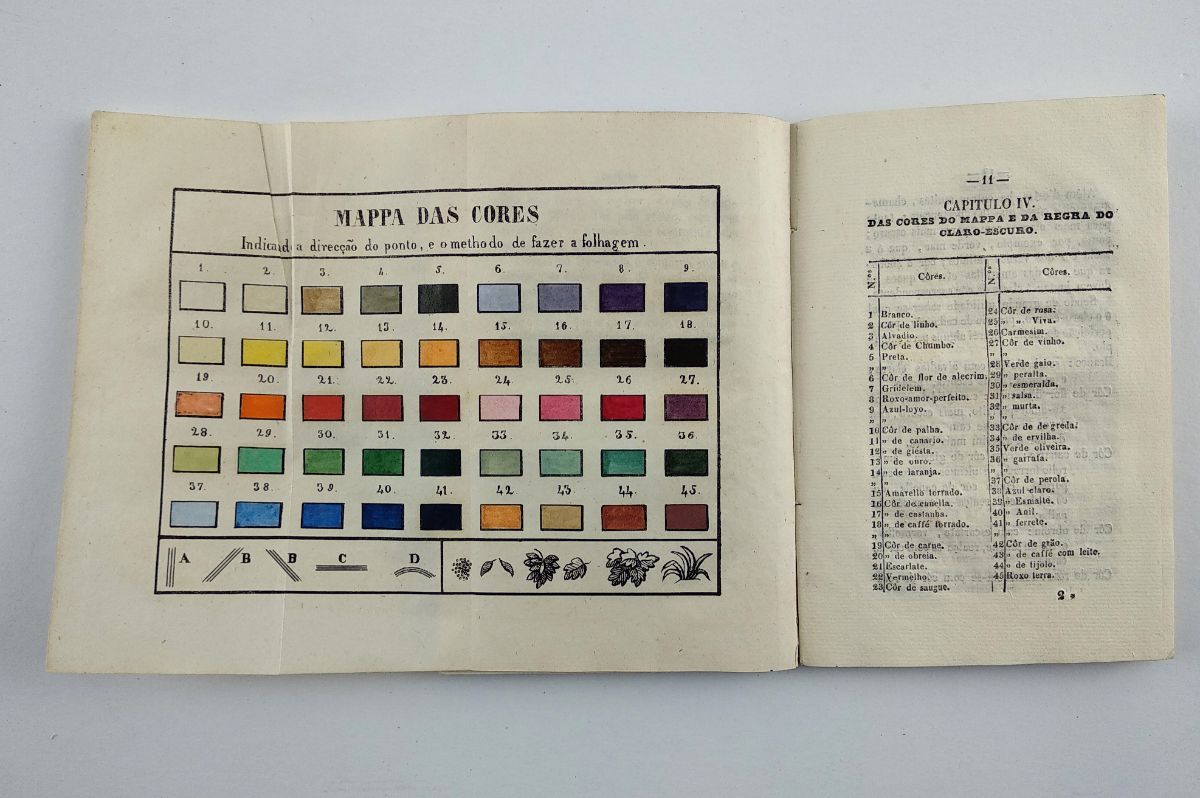 MAPPA DAS CORES
Indicando a direcção do ponto, e o methodo de fazer a folhagem.
1. 2. 3. 4. 5. 6. 7. 8. 9.
10. 11. 12. 13. 14. 15. 16. 17. 18.
19. 20. 21. 22. 23. 24. 25. 26. 27.
28. 29. 30. 31. 32. 33. 34. 35. 36.
37. 38. 39. 40. 41. 42. 43. 44. 45.
A B B C D
—11—
CAPITULO IV.
DAS CORES DO MAPPA E DA REGRA DO
CLARO-ESCURO.
N.ᵒˢ Côres.
1 Branco.
2 Côr de linho.
3 Alvadio.
4 Côr de Chumbo.
5 Preta.
» »
6 Côr de flor de alecrim.
7 Gridelem.
8 Roxo-amor-perfeito.
9 Azul-loyo.
» »
10 Côr de palha.
11 » de canario.
12 » de giesta.
13 » de ouro.
14 » de laranja.
» »
15 Amarello torrado.
16 Côr de canella.
17 » de castanha.
18 » de caffé torrado.
» »
19 Côr de carne.
20 » de obreia.
21 Escarlate.
22 Vermelho.
23 Côr de sangue.
N.ᵒˢ Côres.
24 Côr de rosa.
25 » » Viva.
26 Carmesim.
27 Côr de vinho.
» »
28 Verde gaio.
29 » peralta.
30 » esmeralda.
31 » salsa.
32 » murta.
» »
33 Côr de de greda.
34 » de ervilha.
35 Verde oliveira.
36 » garrafa.
» »
37 Côr de perola.
38 Azul claro.
39 » Esmalte.
40 » Anil.
41 » ferrete.
» »
42 Côr de grão.
43 » de caffé com leite.
44 » de tijolo.
45 Roxo terra.
2 »